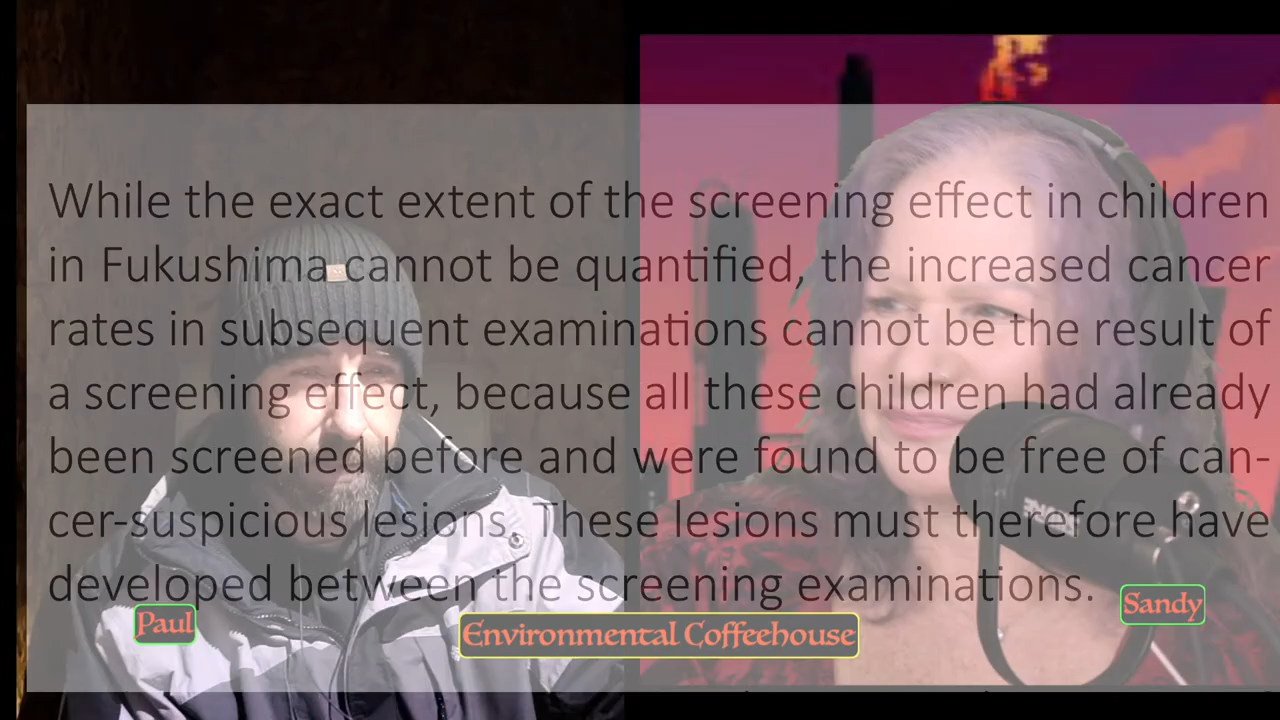 While the exact extent of the screening effect in children
in Fukushima cannot be quantified, the increased cancer
rates in subsequent examinations cannot be the result of
a screening effect, because all these children had already
been screened before and were found to be free of can-
cer-suspicious lesions. These lesions must therefore have
developed between the screening examinations.
Paul
Environmental Coffeehouse
Sandy